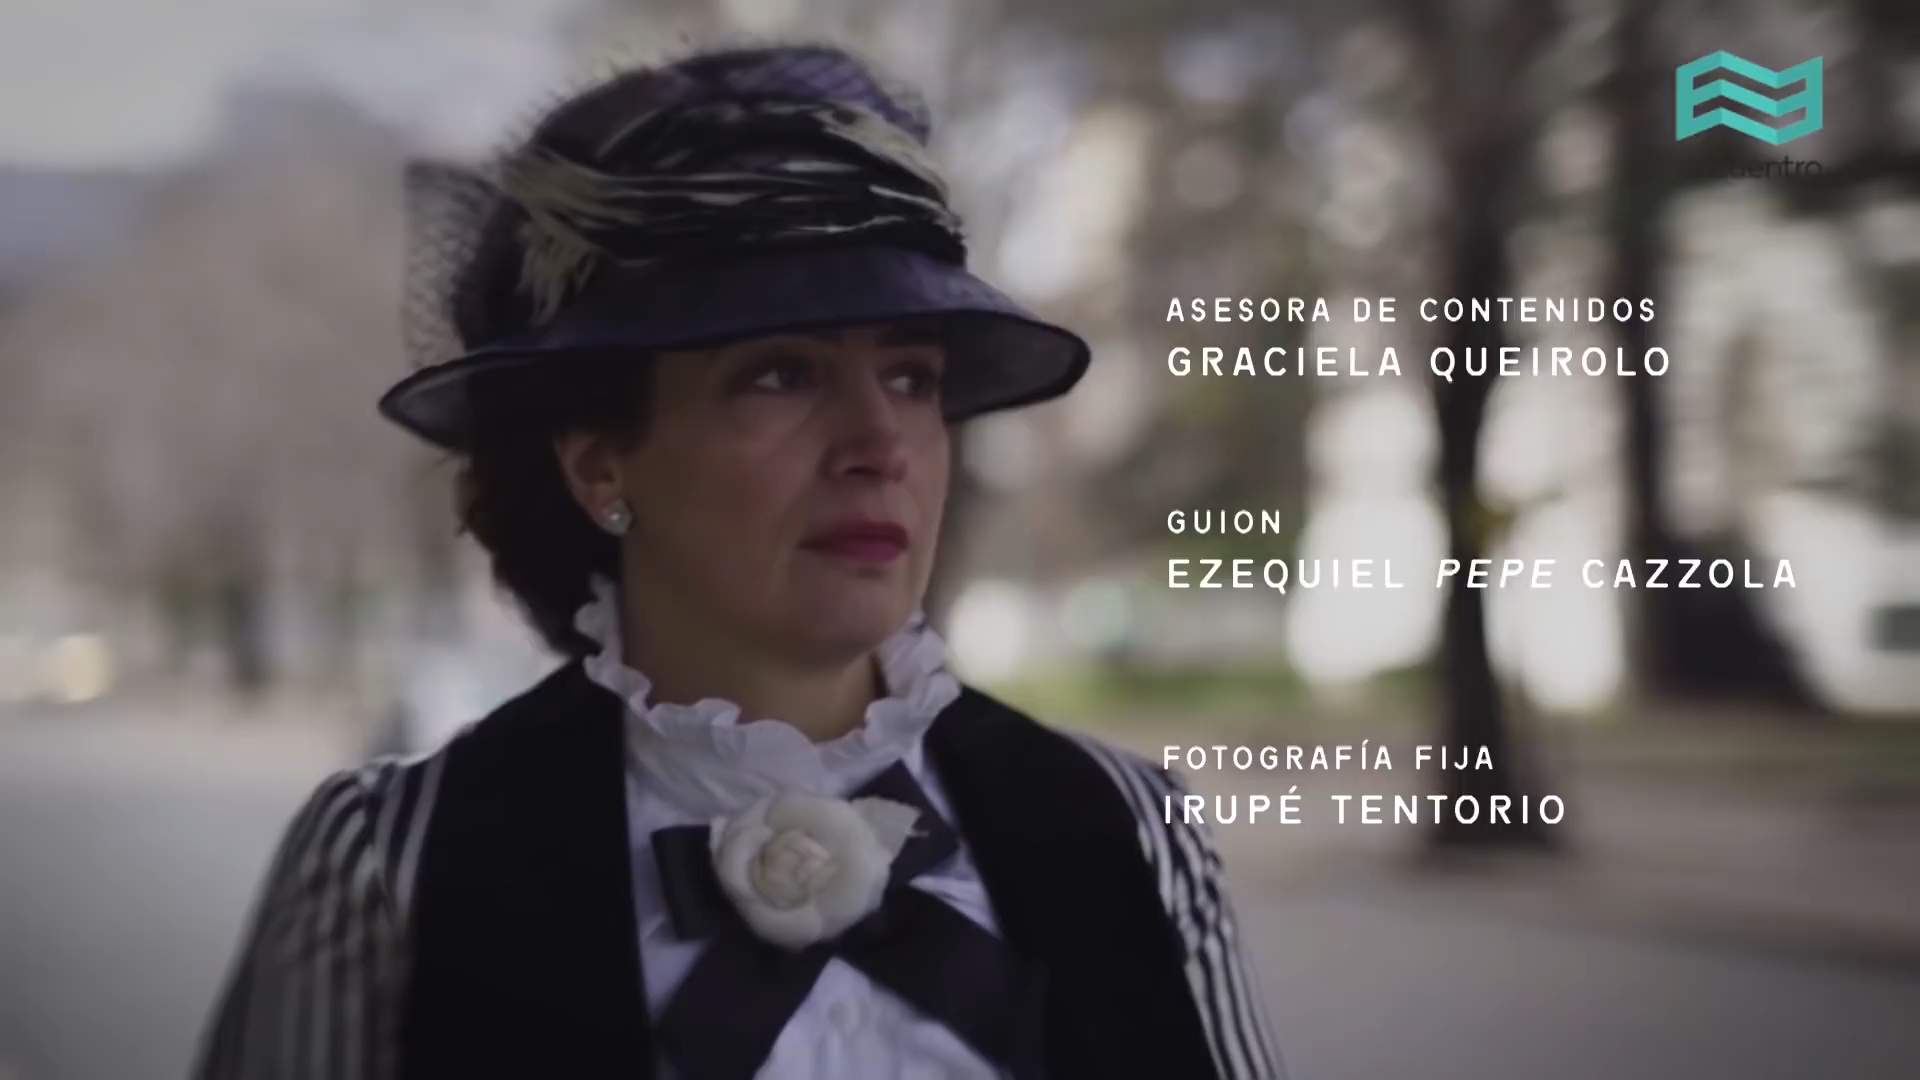 ASESORA DE CONTENIDOS
GRACIELA QUEIROLO
GUION
EZEQUIEL PEPE CAZZOLA
FOTOGRAFÍA FIJA
IRUPÉ TENTORIO